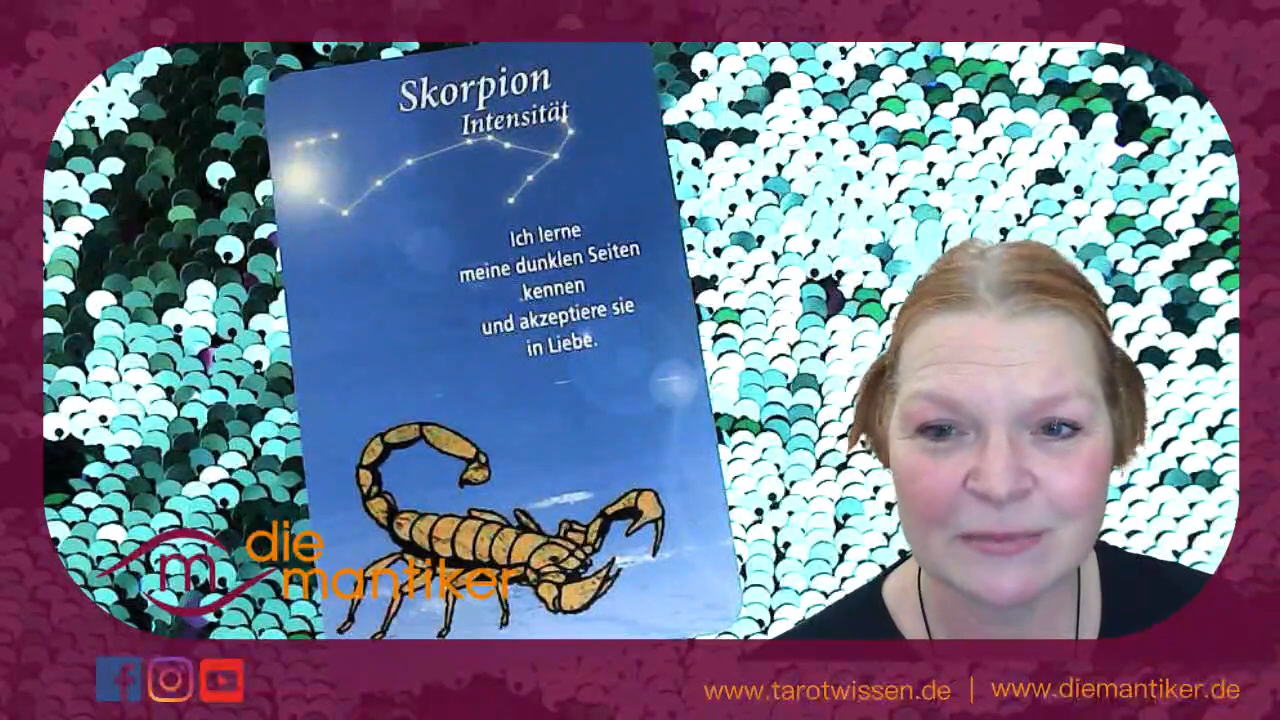 Skorpion
Intensität
Ich lerne
meine dunklen Seiten
.kennen
und akzeptiere sie
in Liebe.
m die
mantiker
www.tarotwissen.de | www.diemantiker.de